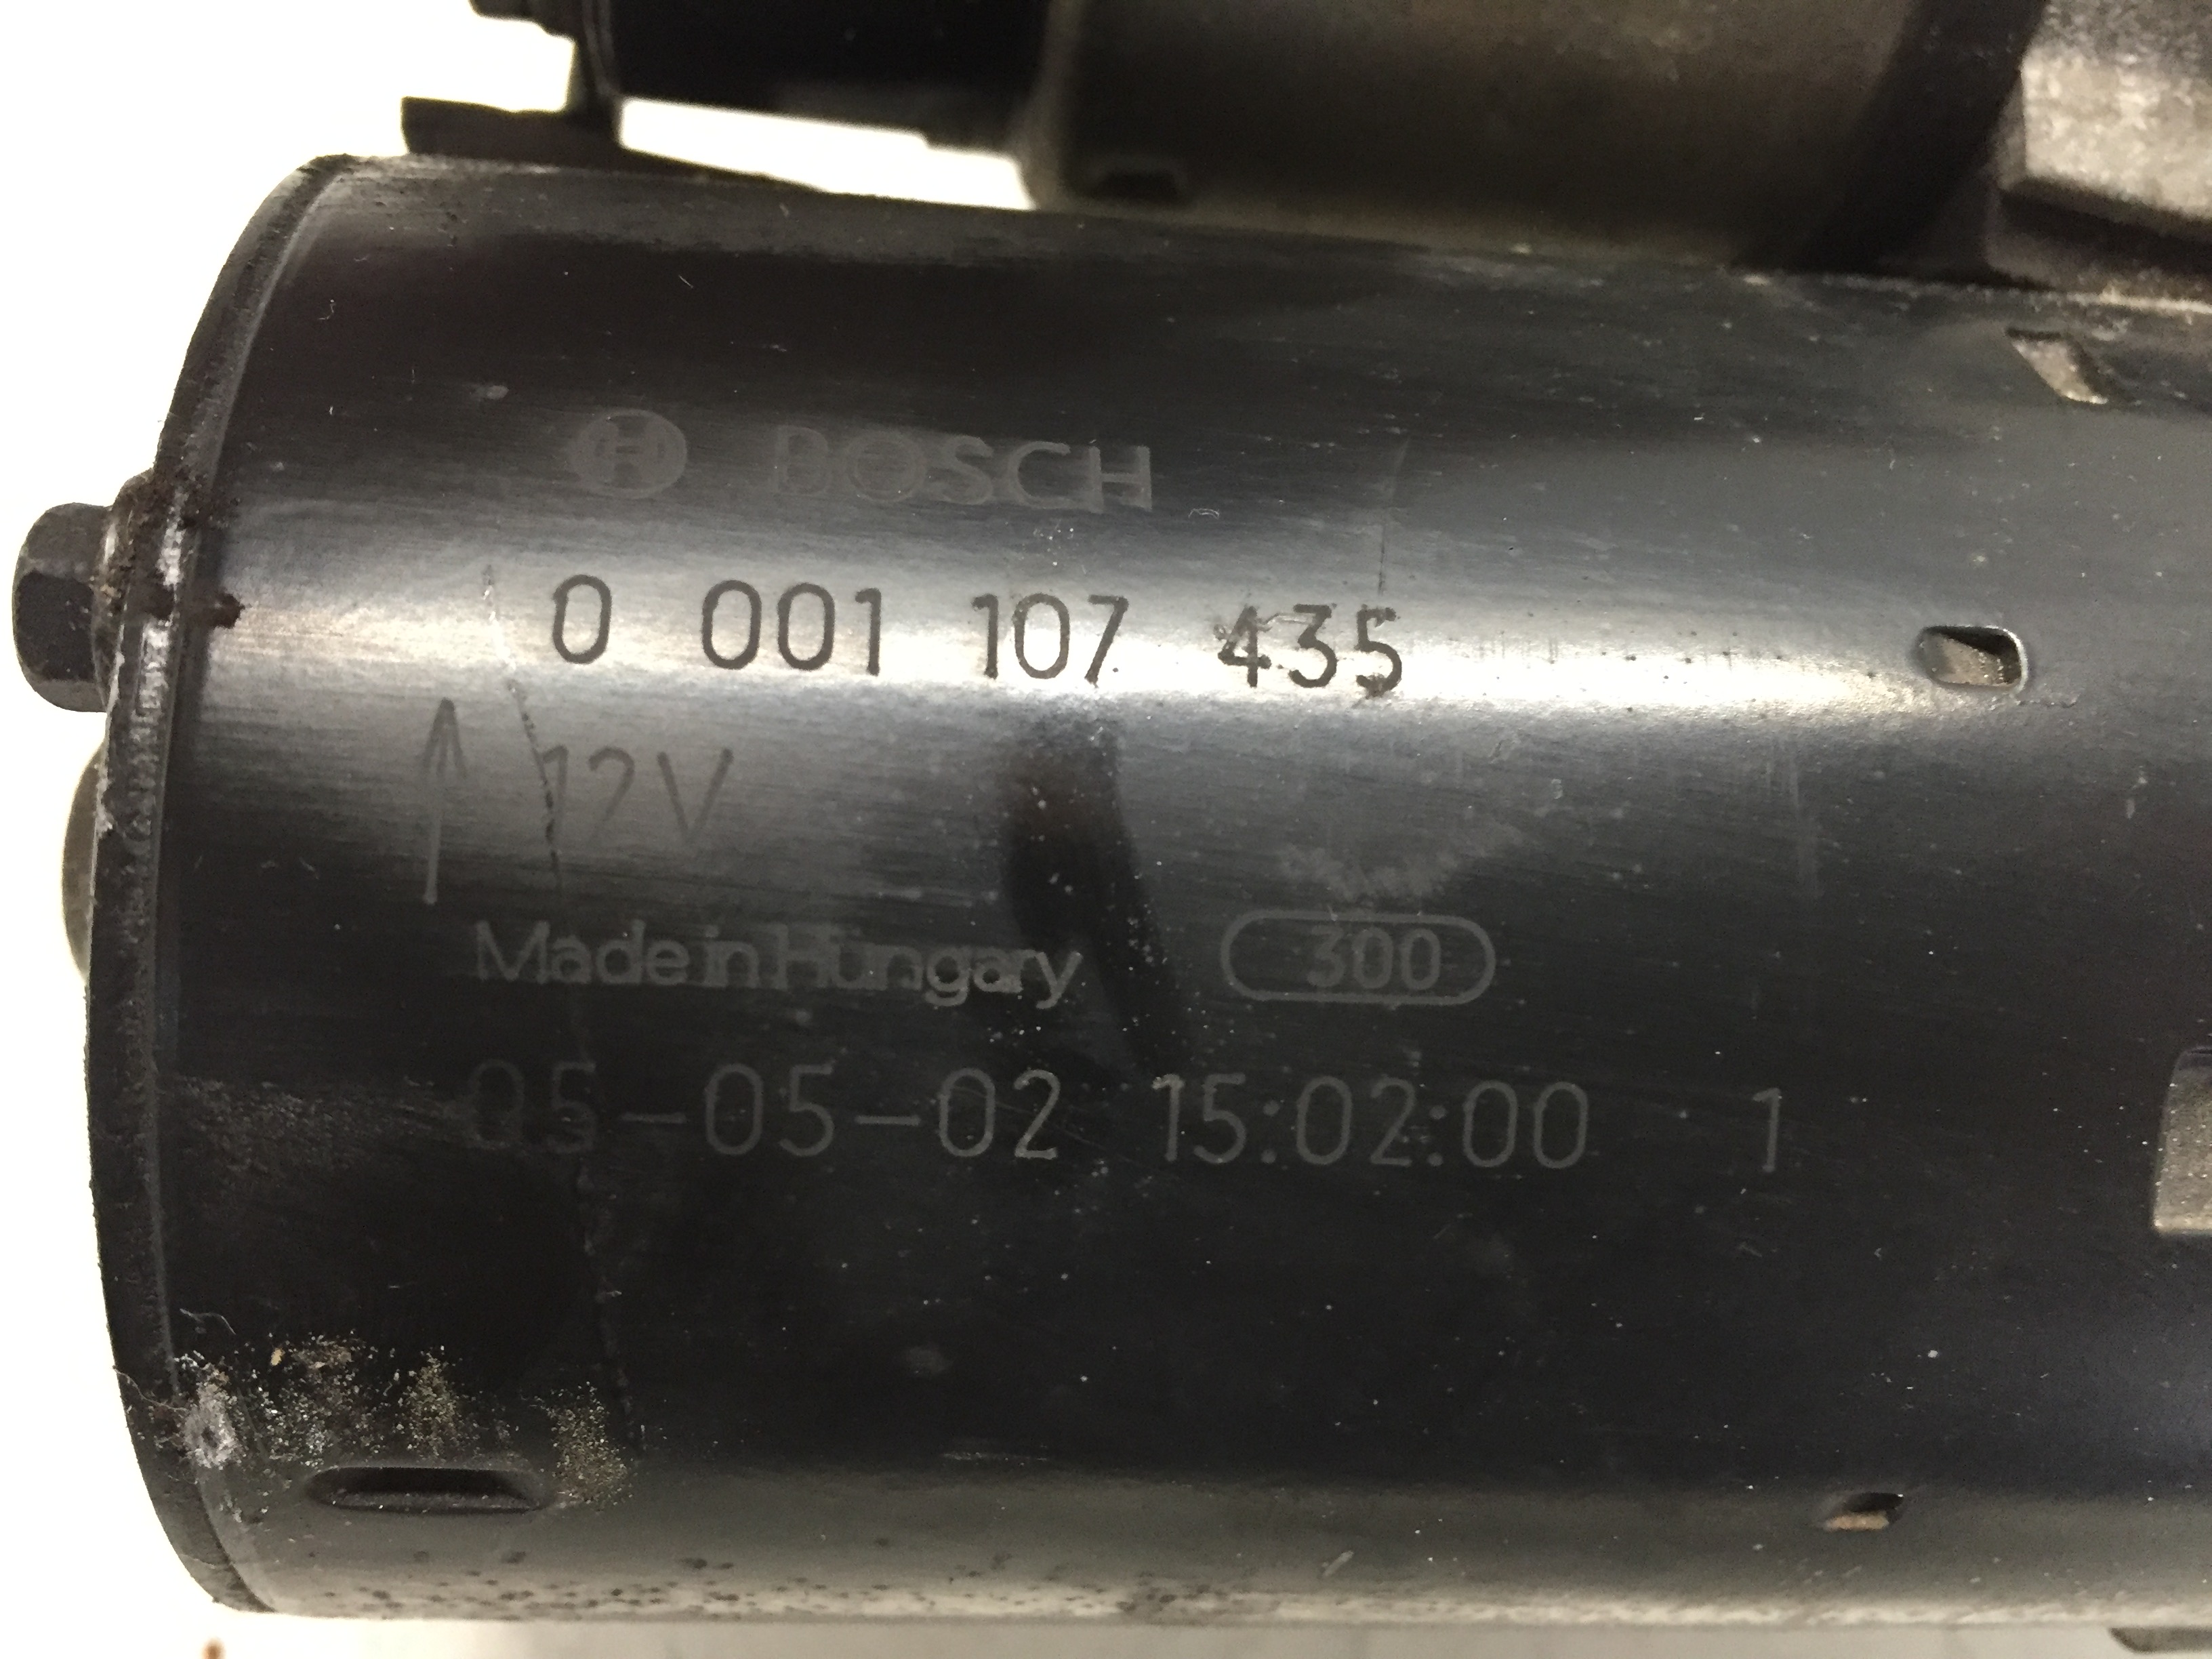 BOSCH
0 001 107 435
12V
Made in Hungary 300
05-05-02 15:02:00 1